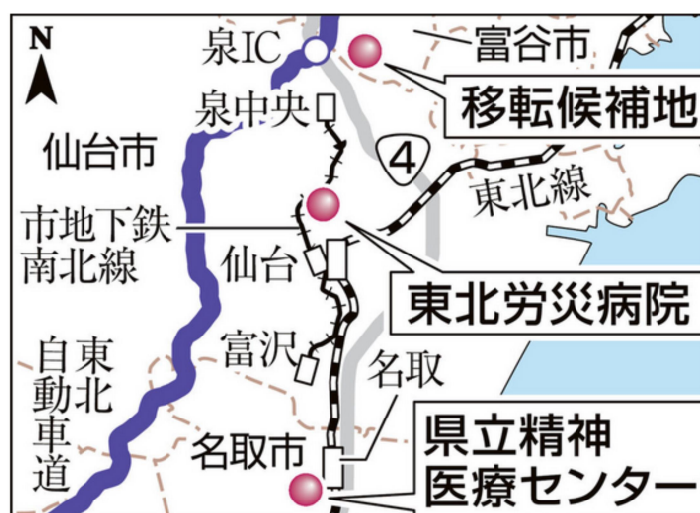 N
泉IC
富谷市
移転候補地
泉中央
仙台市
4
東北線
市地下鉄
南北線
仙台
東北労災病院
富沢
名取
東北
自動車道
名取市
県立精神
医療センター